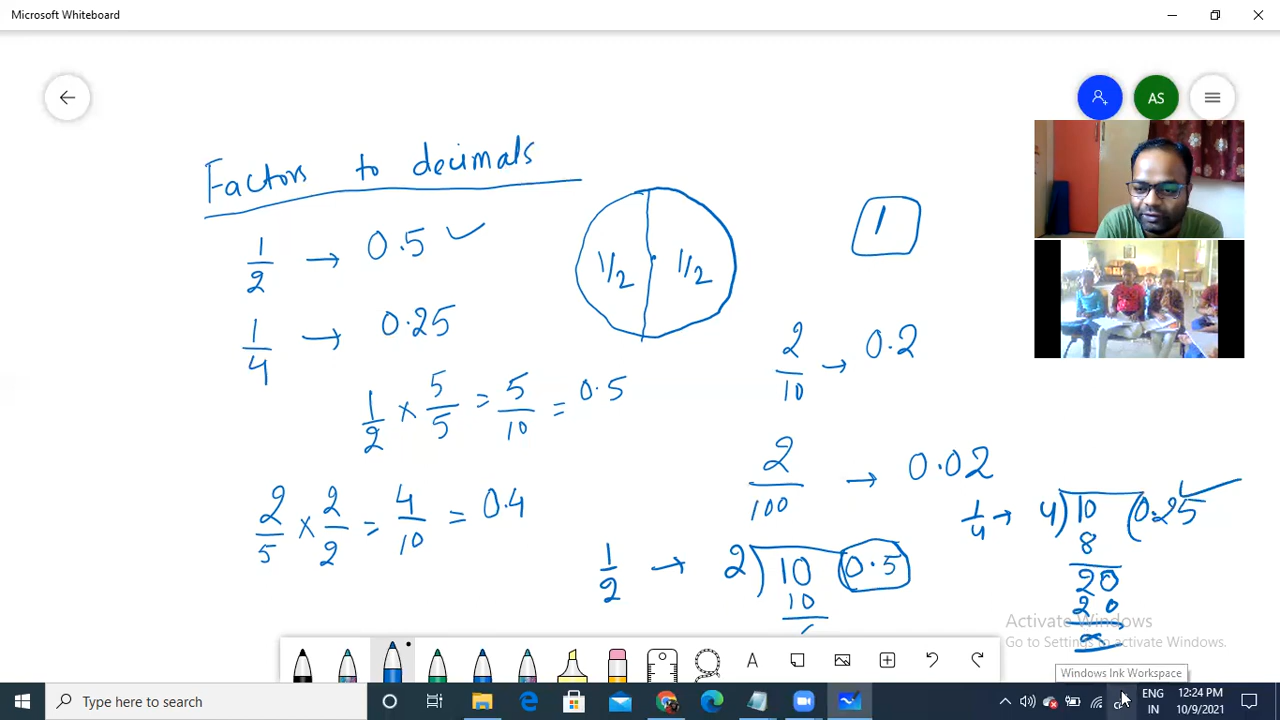 Microsoft Whiteboard
AS
Factors to decimals
1/2 → 0.5 ✓
1/2 1/2
1
1/4 → 0.25
2/10 → 0.2
1/2 × 5/5 = 5/10 = 0.5
2/100 → 0.02
2/5 × 2/2 = 4/10 = 0.4
1/2 → 2) 10 (0.5
10
1/4 → 4) 10 (0.25
8
20
20
Activate Windows
Go to Settings to activate Windows.
A
Windows Ink Workspace
Type here to search
ENG
IN
12:24 PM
10/9/2021